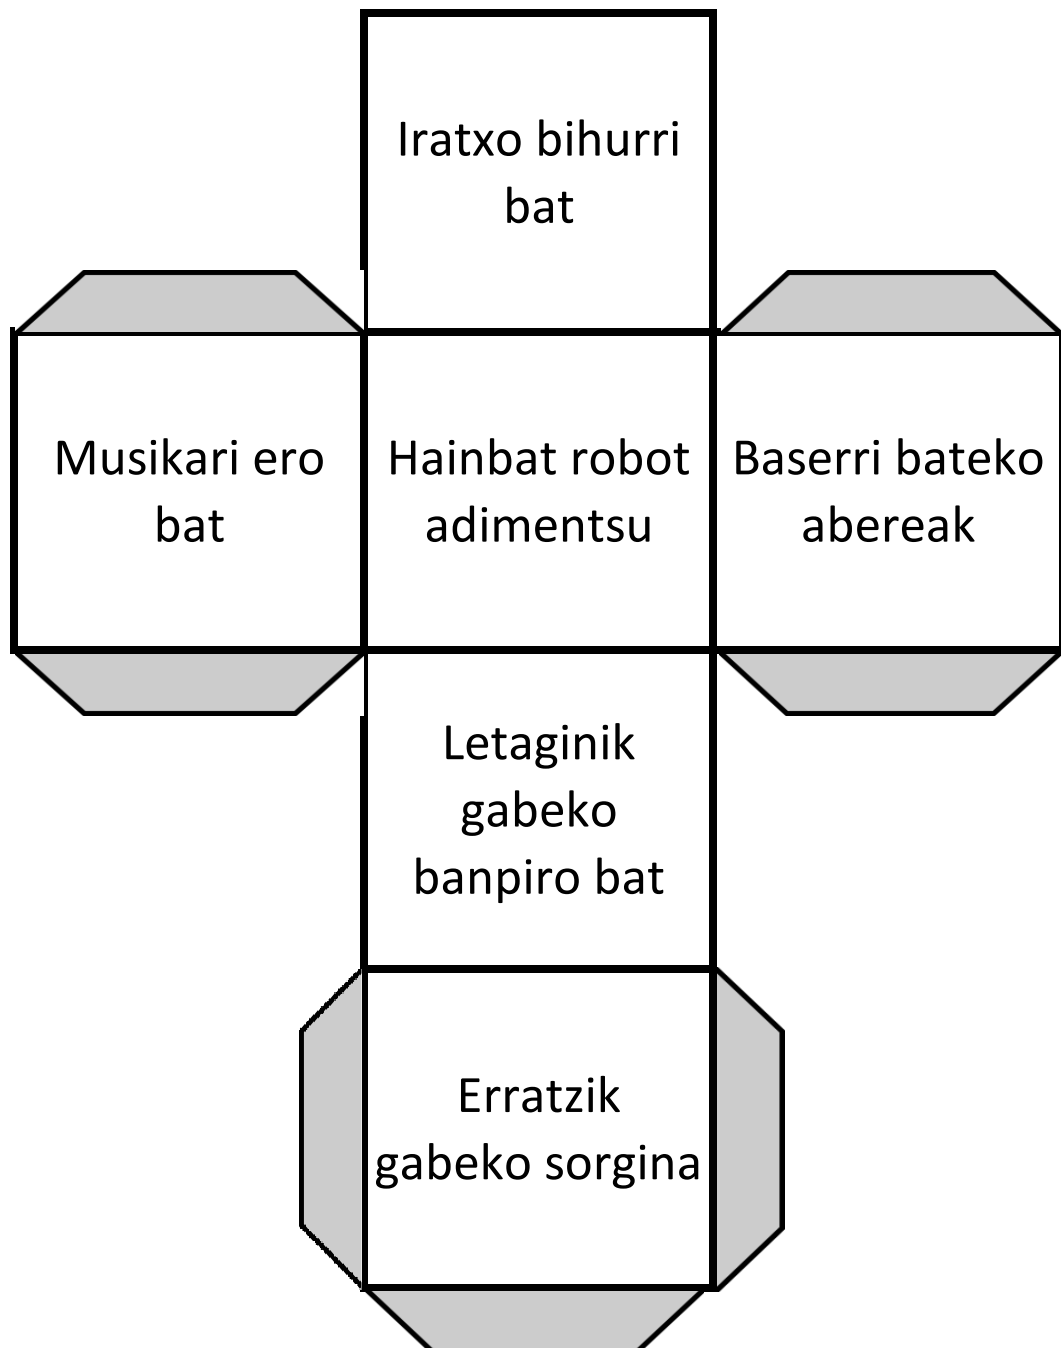 Iratxo bihurri
bat
Musikari ero
bat
Hainbat robot
adimentsu
Baserri bateko
abereak
Letaginik
gabeko
banpiro bat
Erratzik
gabeko sorgina